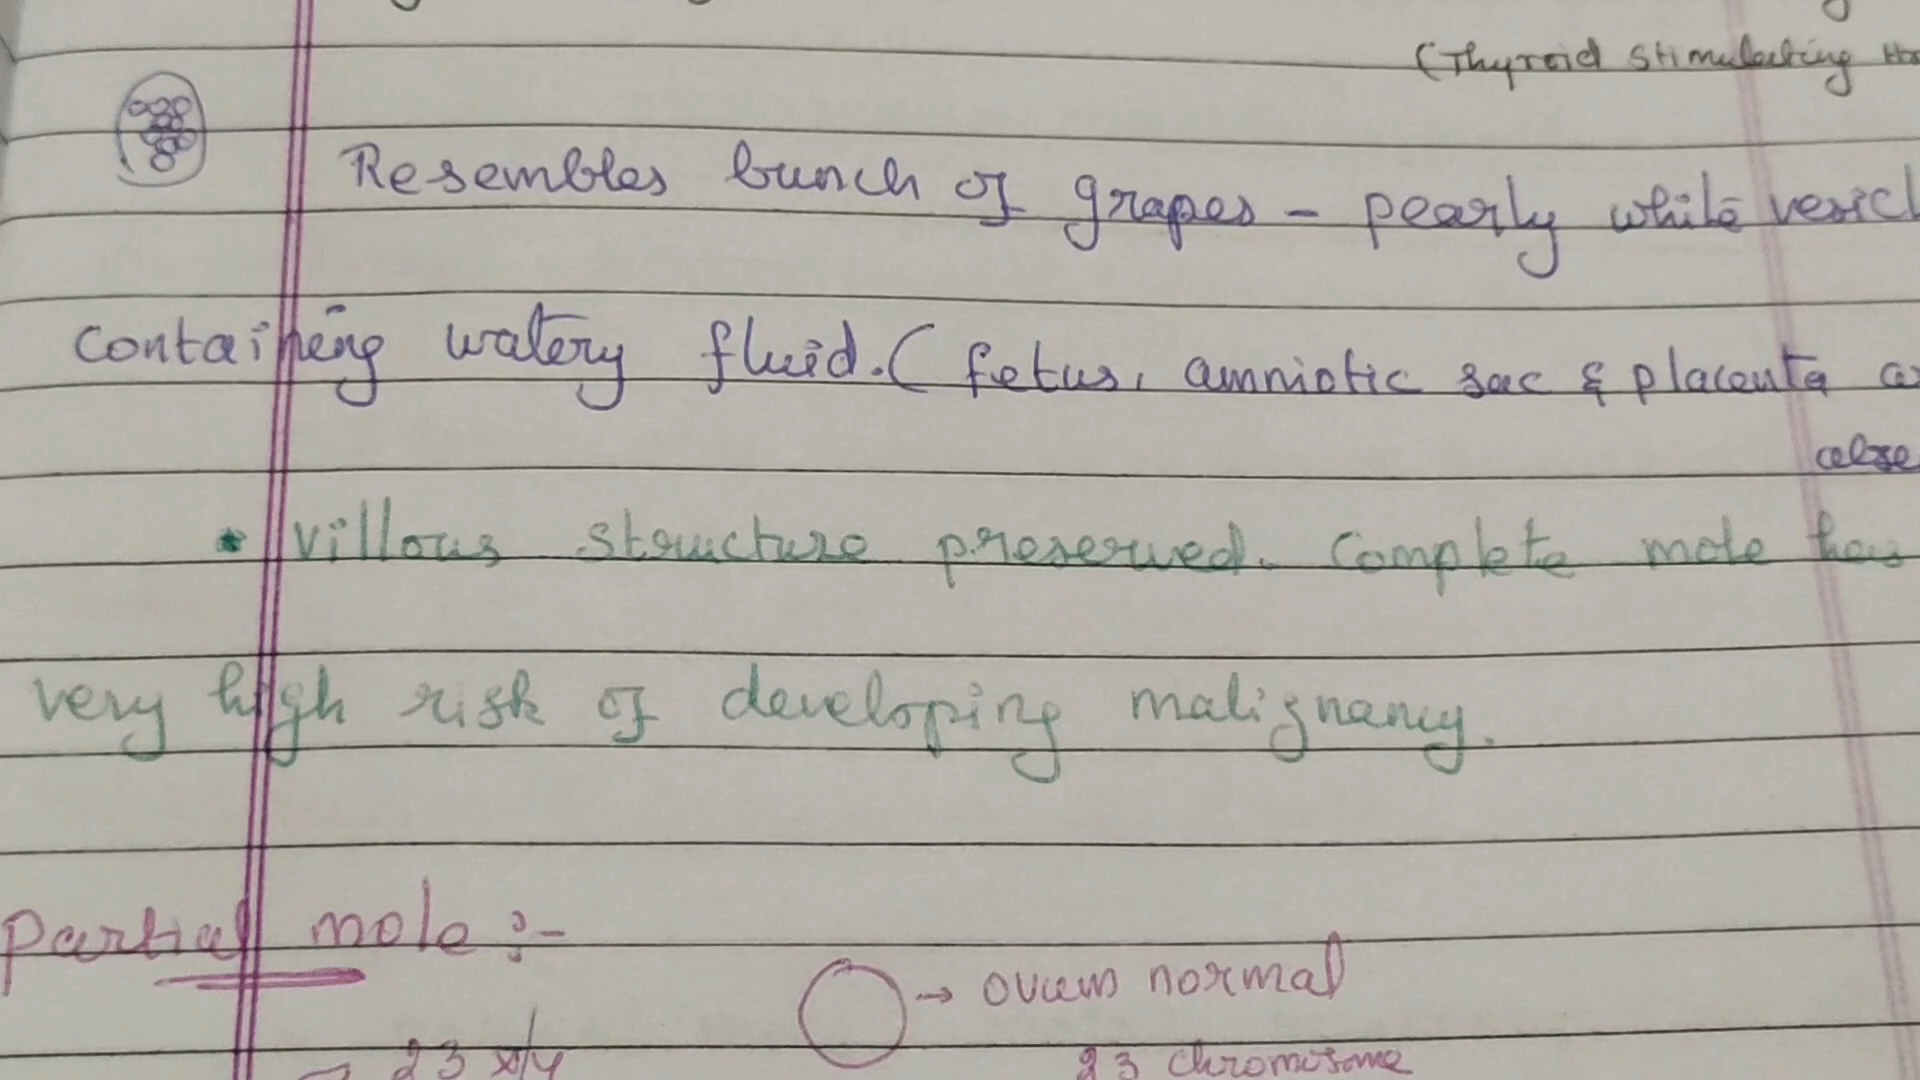 (Thyroid Stimulating
Resembles bunch of grapes - pearly white vesicl
containing watery fluid. ( fetus, amniotic sac & placenta
• villous structure preserved. Complete mole has
very high risk of developing malignancy.
Partial mole :-
→ ovum normal
→ 23 x/y
23 chromosome